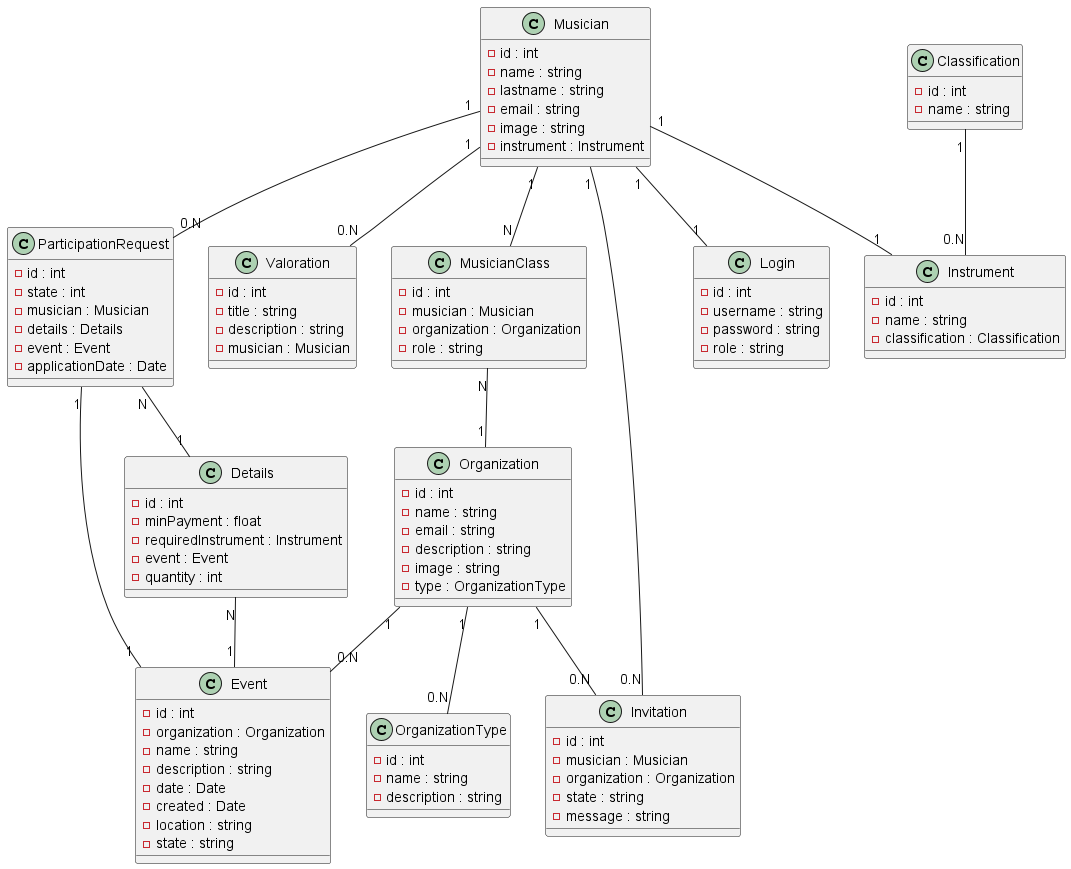 C Musician
id : int
name : string
lastname : string
email : string
image : string
instrument : Instrument
C Classification
id : int
name : string
1
1
1
1
1
1
1
0.N
0.N
N
0.N
1
1
0.N
C ParticipationRequest
id : int
state : int
musician : Musician
details : Details
event : Event
applicationDate : Date
C Valoration
id : int
title : string
description : string
musician : Musician
C MusicianClass
id : int
musician : Musician
organization : Organization
role : string
C Login
id : int
username : string
password : string
role : string
C Instrument
id : int
name : string
classification : Classification
1
N
1
N
1
C Details
id : int
minPayment : float
requiredInstrument : Instrument
event : Event
quantity : int
C Organization
id : int
name : string
email : string
description : string
image : string
type : OrganizationType
N
1
1
1
1
1
0.N
0.N
0.N
C Event
id : int
organization : Organization
name : string
description : string
date : Date
created : Date
location : string
state : string
C OrganizationType
id : int
name : string
description : string
C Invitation
id : int
musician : Musician
organization : Organization
state : string
message : string